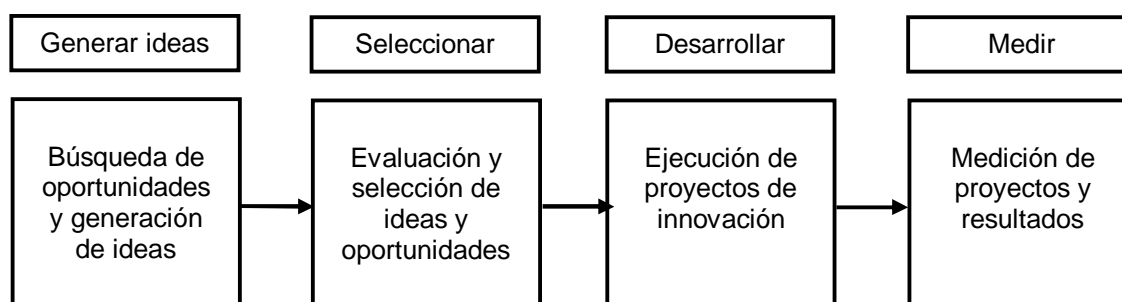 Generar ideas
Seleccionar
Desarrollar
Medir
Búsqueda de
oportunidades
y generación
de ideas
Evaluación y
selección de
ideas y
oportunidades
Ejecución de
proyectos de
innovación
Medición de
proyectos y
resultados